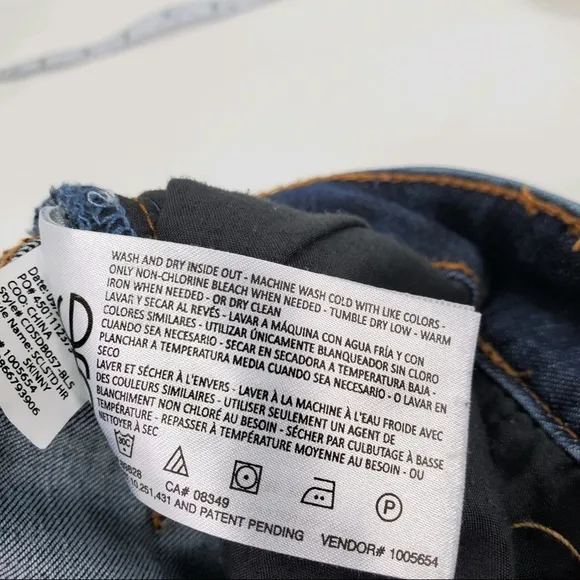 WASH AND DRY INSIDE OUT - MACHINE WASH COLD WITH LIKE COLORS -
ONLY NON-CHLORINE BLEACH WHEN NEEDED - TUMBLE DRY LOW - WARM
IRON WHEN NEEDED - OR DRY CLEAN
LAVAR Y SECAR AL REVÉS - LAVAR A MÁQUINA CON AGUA FRÍA Y CON
COLORES SIMILARES - UTILIZAR ÚNICAMENTE BLANQUEADOR SIN CLORO
CUANDO SEA NECESARIO - SECAR EN SECADORA A TEMPERATURA BAJA -
PLANCHAR A TEMPERATURA MEDIA CUANDO SEA NECESARIO - O LAVAR EN
SECO
LAVER ET SÉCHER À L'ENVERS - LAVER À LA MACHINE À L'EAU FROIDE AVEC
DES COULEURS SIMILAIRES - UTILISER SEULEMENT UN AGENT DE
BLANCHIMENT NON CHLORÉ AU BESOIN - SÉCHER PAR CULBUTAGE À BASSE
TEMPÉRATURE - REPASSER À TEMPÉRATURE MOYENNE AU BESOIN - OU
NETTOYER À SEC
30°
P
CA# 08349
10,251,431 AND PATENT PENDING
VENDOR# 1005654
COO: CHINA
SKINNY